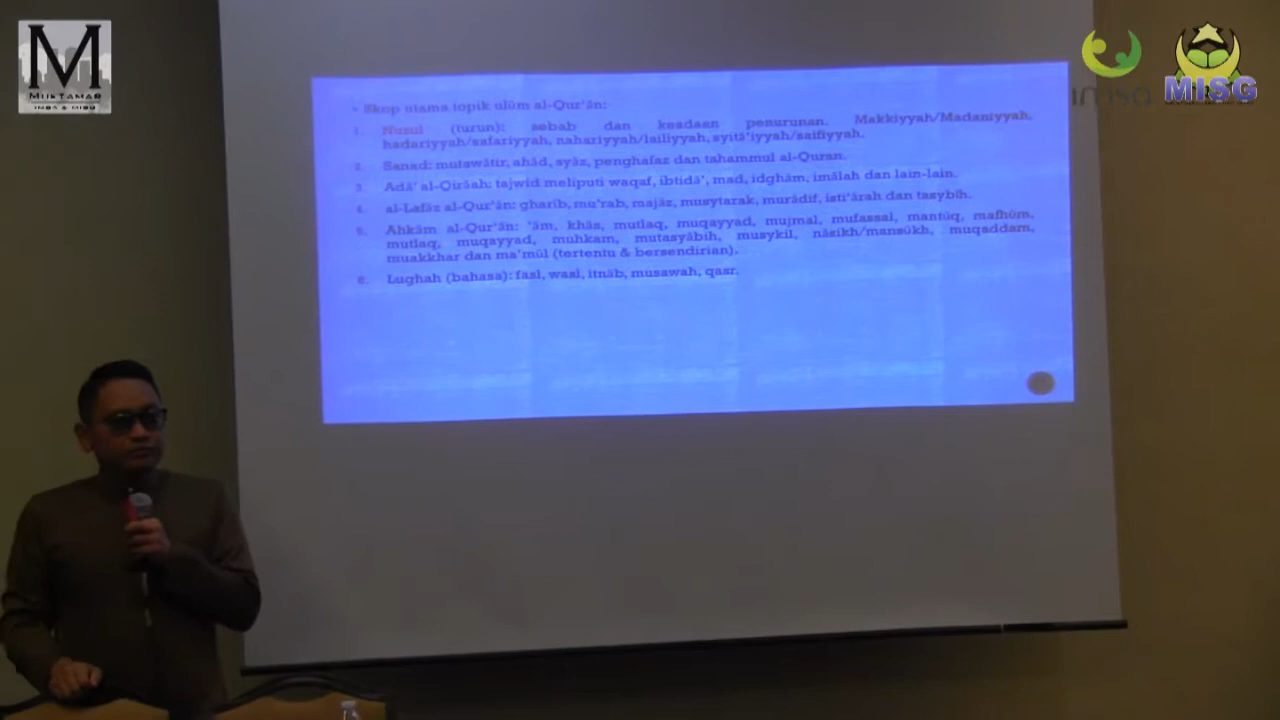 M
MUKTAMAR
IMSA & MISG
imsa
MISG
• Skop utama topik ulūm al-Qur'ān:
1. Nuzul (turun): sebab dan keadaan penurunan. Makkiyyah/Madaniyyah,
hadariyyah/safariyyah, nahariyyah/lailiyyah, syitā'iyyah/saifiyyah.
2. Sanad: mutawātir, ahād, syāz, penghafaz dan tahammul al-Quran.
3. Adā' al-Qirāah: tajwid meliputi waqaf, ibtidā', mad, idghām, imālah dan lain-lain.
4. al-Lafāz al-Qur'ān: gharīb, mu'rab, majāz, musytarak, murādif, isti'ārah dan tasybīh.
5. Ahkām al-Qur'ān: 'ām, khās, mutlaq, muqayyad, mujmal, mufassal, mantūq, mafhūm,
mutlaq, muqayyad, muhkam, mutasyābih, musykil, nāsikh/mansūkh, muqaddam,
muakkhar dan ma'mūl (tertentu & bersendirian).
6. Lughah (bahasa): fasl, wasl, itnāb, musawah, qasr.